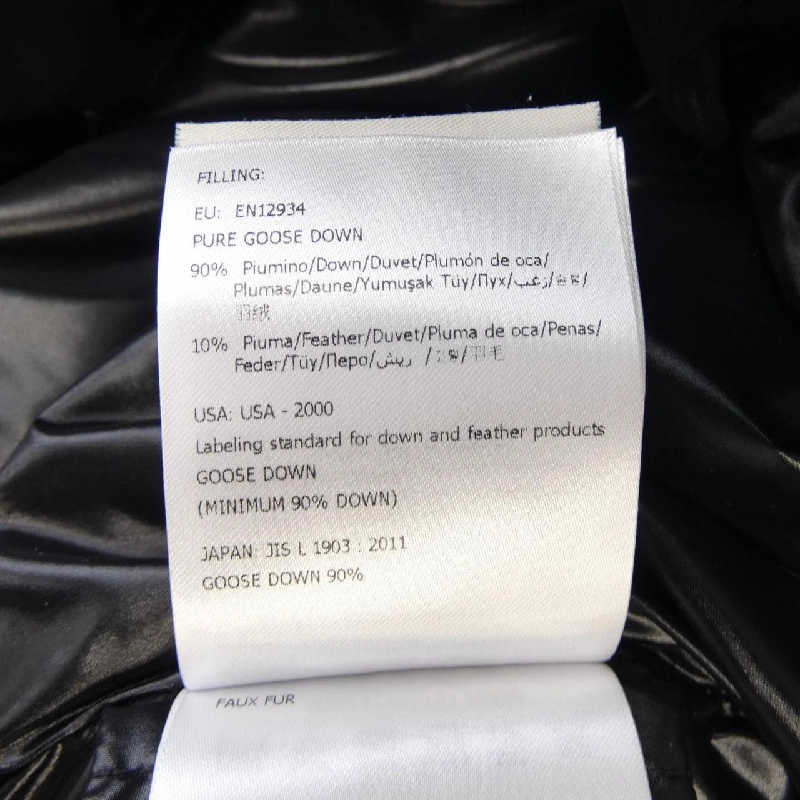 FILLING:
EU: EN12934
PURE GOOSE DOWN
90% Piumino/Down/Duvet/Plumón de oca/
Plumas/Daune/Yumuşak Tüy/Пух/زغب/
羽绒
10% Piuma/Feather/Duvet/Pluma de oca/Penas/
Feder/Tüy/Перо/ريش / /羽毛
USA: USA - 2000
Labeling standard for down and feather products
GOOSE DOWN
(MINIMUM 90% DOWN)
JAPAN: JIS L 1903 : 2011
GOOSE DOWN 90%
FAUX FUR